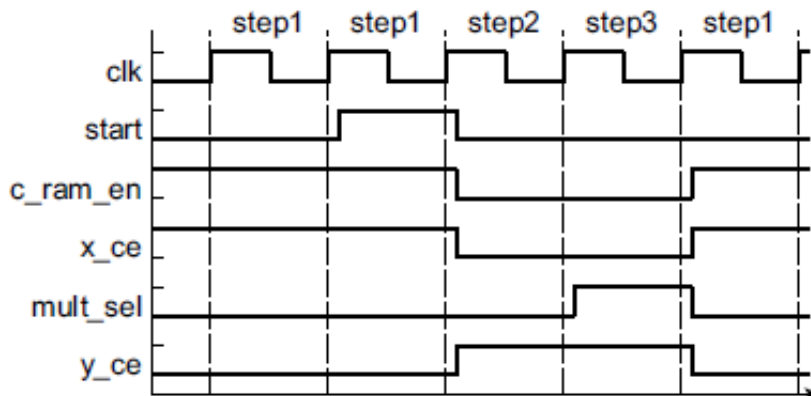 step1 step1 step2 step3 step1
clk
start
c_ram_en
x_ce
mult_sel
y_ce